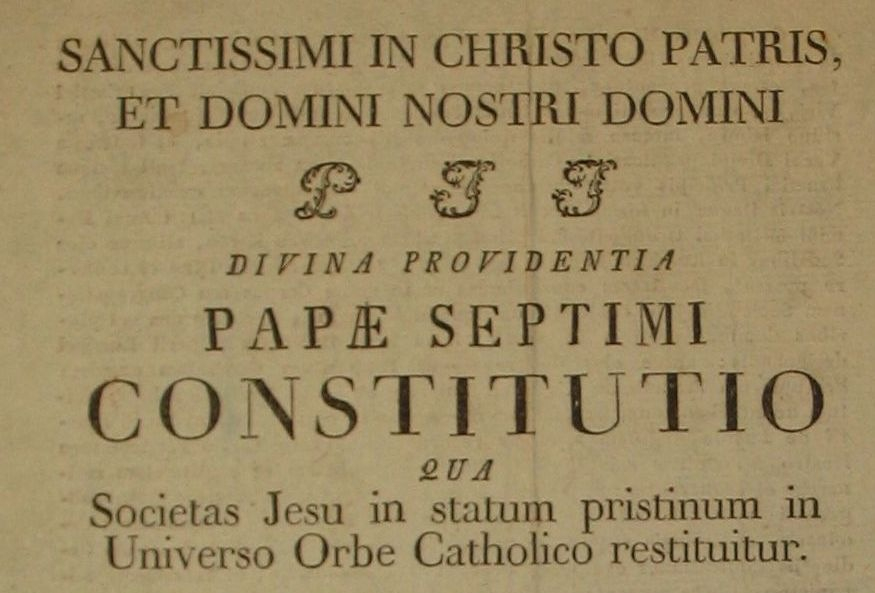 SANCTISSIMI IN CHRISTO PATRIS,
ET DOMINI NOSTRI DOMINI
PII
DIVINA PROVIDENTIA
PAPÆ SEPTIMI
CONSTITUTIO
QUA
Societas Jesu in statum pristinum in
Universo Orbe Catholico restituitur.